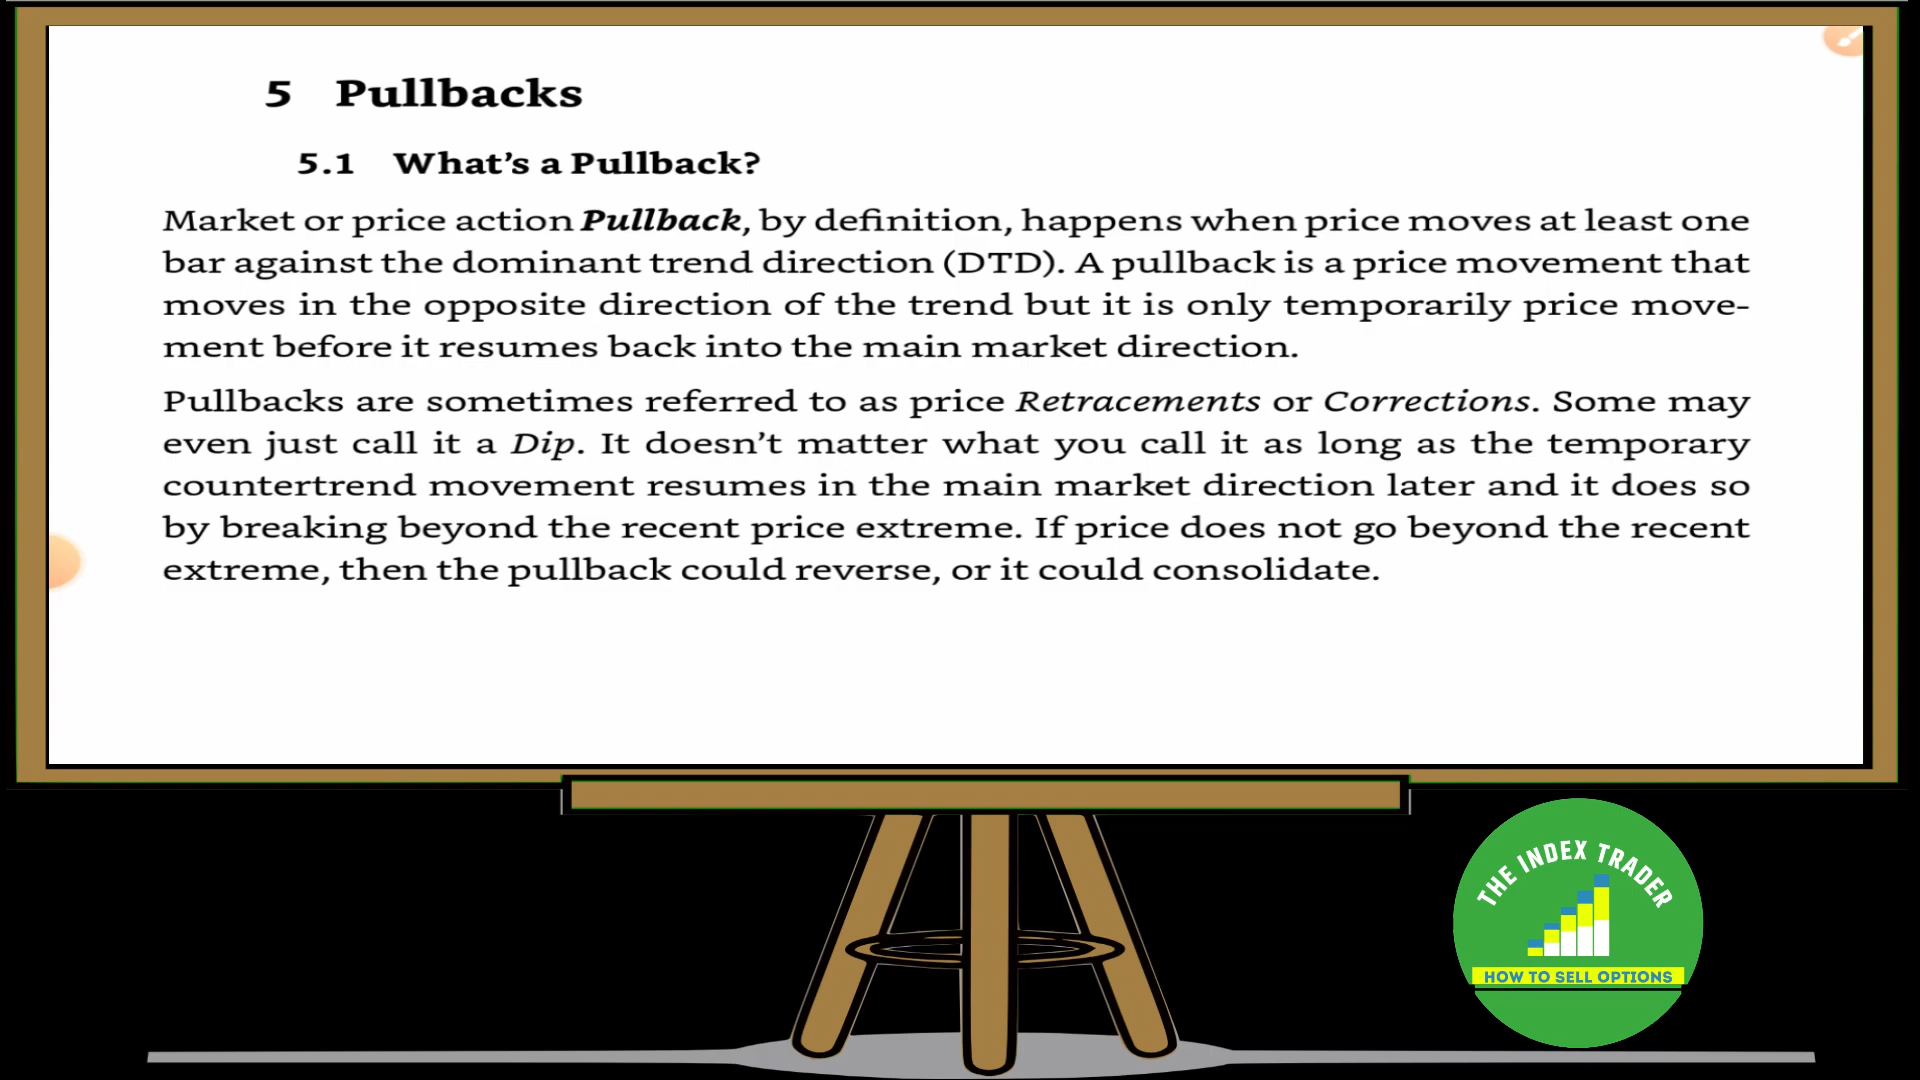 5 Pullbacks
5.1 What's a Pullback?
Market or price action Pullback, by definition, happens when price moves at least one
bar against the dominant trend direction (DTD). A pullback is a price movement that
moves in the opposite direction of the trend but it is only temporarily price move-
ment before it resumes back into the main market direction.
Pullbacks are sometimes referred to as price Retracements or Corrections. Some may
even just call it a Dip. It doesn't matter what you call it as long as the temporary
countertrend movement resumes in the main market direction later and it does so
by breaking beyond the recent price extreme. If price does not go beyond the recent
extreme, then the pullback could reverse, or it could consolidate.
THE INDEX TRADER
HOW TO SELL OPTIONS